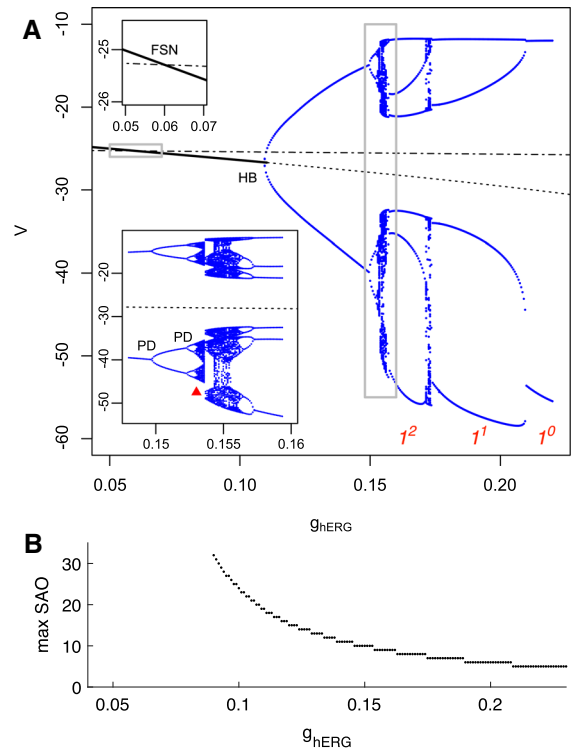 A
-10
-20
-30
-40
-50
-60
V
-25
-26
FSN
0.05 0.06 0.07
HB
20
30
40
50
PD PD
0.15 0.155 0.16
1² 1¹ 1⁰
0.05 0.10 0.15 0.20
ghERG
B
max SAO
30
20
10
0
0.05 0.1 0.15 0.2
ghERG